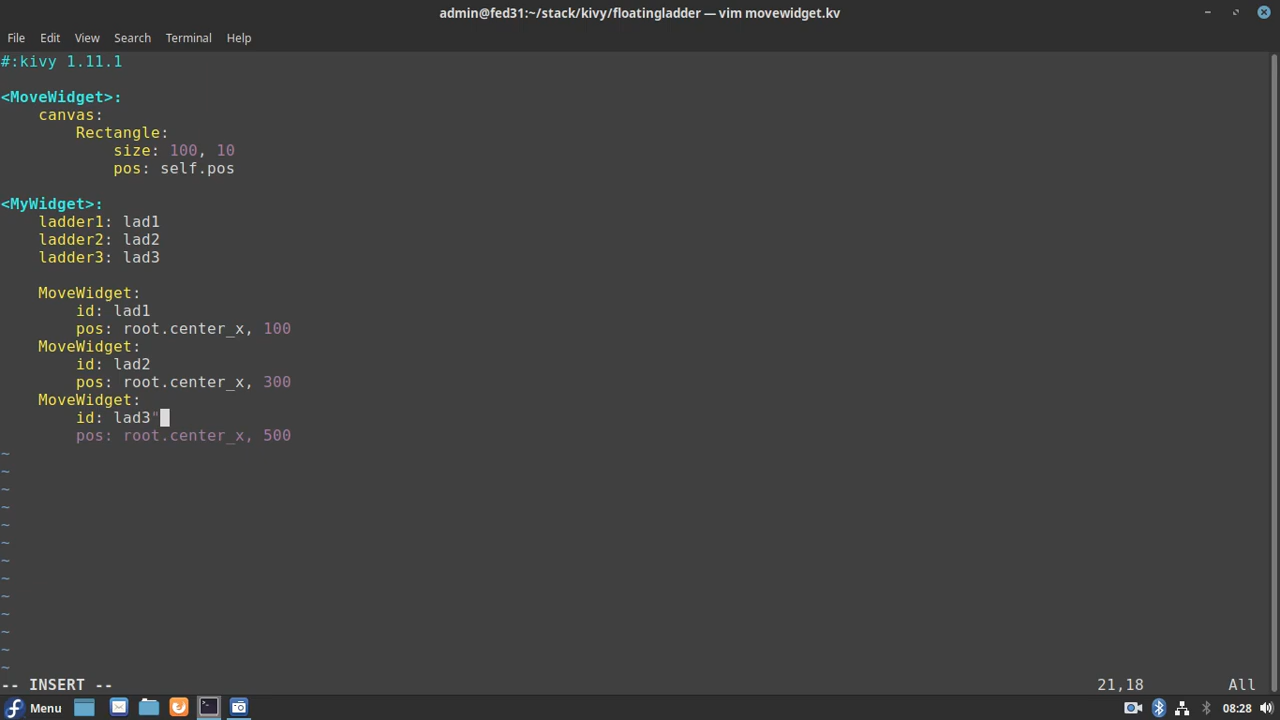 admin@fed31:~/stack/kivy/floatingladder — vim movewidget.kv
File Edit View Search Terminal Help
#:kivy 1.11.1
<MoveWidget>:
    canvas:
        Rectangle:
            size: 100, 10
            pos: self.pos
<MyWidget>:
    ladder1: lad1
    ladder2: lad2
    ladder3: lad3
    MoveWidget:
        id: lad1
        pos: root.center_x, 100
    MoveWidget:
        id: lad2
        pos: root.center_x, 300
    MoveWidget:
        id: lad3"
        pos: root.center_x, 500
~
~
~
~
~
~
~
~
~
~
~
~
~
-- INSERT -- 21,18 All
Menu 08:28